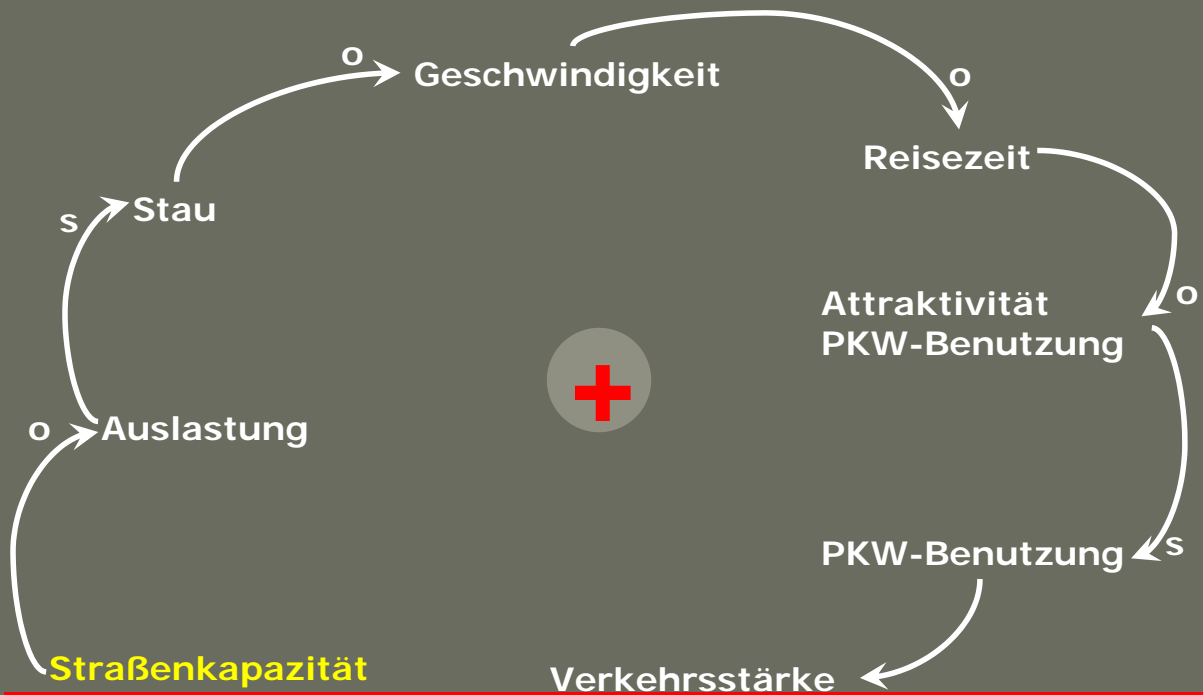 o
Geschwindigkeit
o
Reisezeit
s
Stau
o
Attraktivität
PKW-Benutzung
o
Auslastung
PKW-Benutzung
s
Straßenkapazität
Verkehrsstärke
+